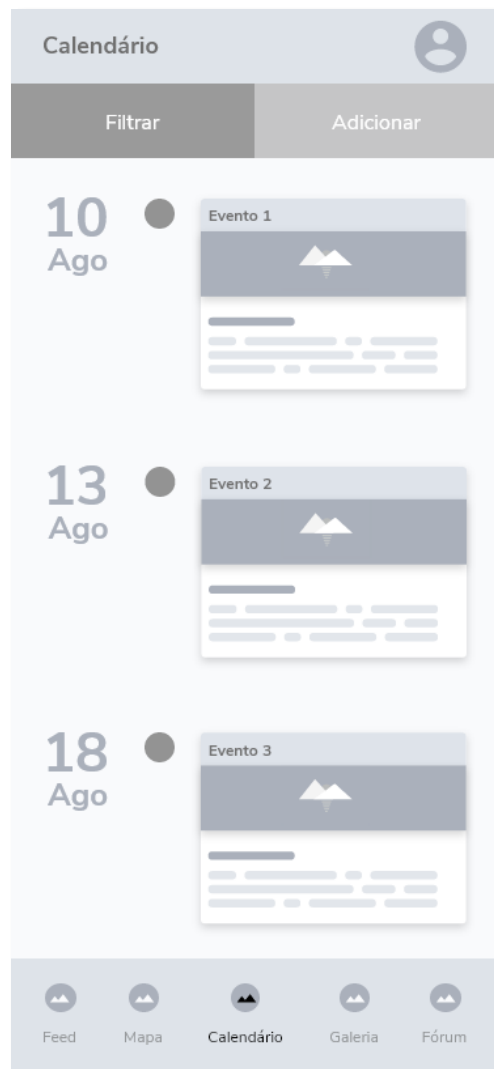 Calendário
Filtrar
Adicionar
10
Ago
Evento 1
13
Ago
Evento 2
18
Ago
Evento 3
Feed
Mapa
Calendário
Galeria
Fórum